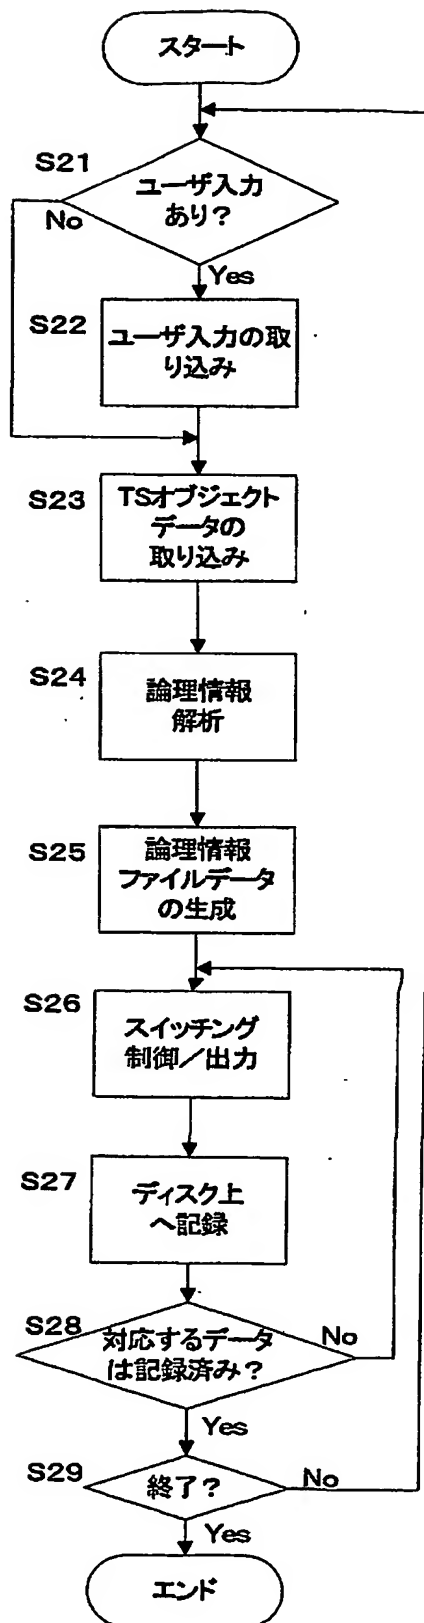 スタート
S21
ユーザ入力
あり？
No
Yes
S22
ユーザ入力の取
り込み
S23
TSオブジェクト
データの
取り込み
S24
論理情報
解析
S25
論理情報
ファイルデータ
の生成
S26
スイッチング
制御／出力
S27
ディスク上
へ記録
S28
対応するデータ
は記録済み？
No
Yes
S29
終了？
No
Yes
エンド